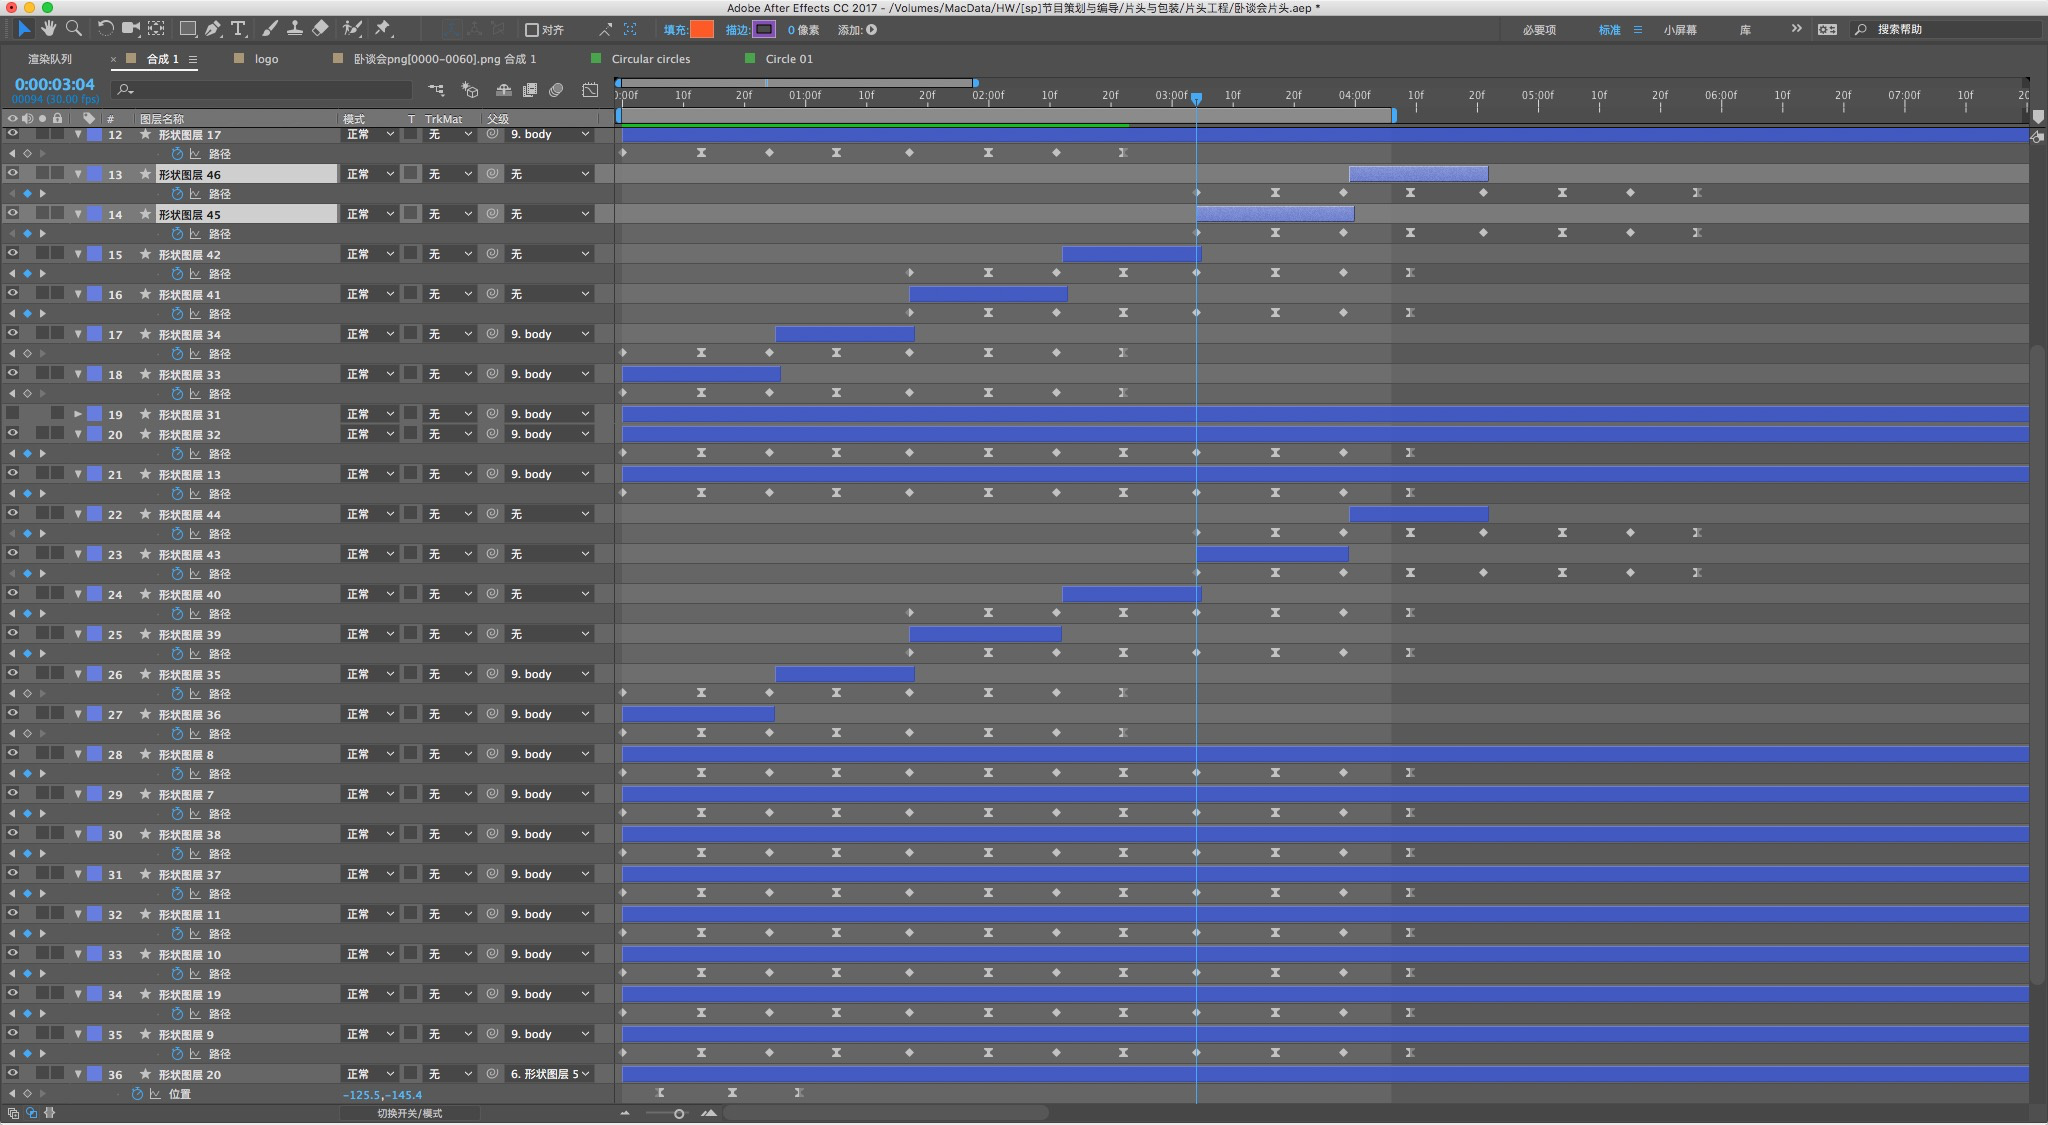 Adobe After Effects CC 2017 - /Volumes/MacData/HW/[sp]节目策划与编导/片头与包装/片头工程/卧谈会片头.aep *
对齐 填充: 描边: 0 像素 添加: 必要项 标准 小屏幕 库 搜索帮助
渲染队列 × 合成 1 logo 卧谈会png[0000-0060].png 合成 1 Circular circles Circle 01
0:00:03:04
00094 (30.00 fps)
0:00f 10f 20f 01:00f 10f 20f 02:00f 10f 20f 03:00f 10f 20f 04:00f 10f 20f 05:00f 10f 20f 06:00f 10f 20f 07:00f 10f 20
# 图层名称 模式 T TrkMat 父级
12 形状图层 17 正常 无 9. body
路径
13 形状图层 46 正常 无 无
路径
14 形状图层 45 正常 无 无
路径
15 形状图层 42 正常 无 无
路径
16 形状图层 41 正常 无 无
路径
17 形状图层 34 正常 无 9. body
路径
18 形状图层 33 正常 无 9. body
路径
19 形状图层 31 正常 无 9. body
20 形状图层 32 正常 无 9. body
路径
21 形状图层 13 正常 无 9. body
路径
22 形状图层 44 正常 无 无
路径
23 形状图层 43 正常 无 无
路径
24 形状图层 40 正常 无 无
路径
25 形状图层 39 正常 无 无
路径
26 形状图层 35 正常 无 9. body
路径
27 形状图层 36 正常 无 9. body
路径
28 形状图层 8 正常 无 9. body
路径
29 形状图层 7 正常 无 9. body
路径
30 形状图层 38 正常 无 9. body
路径
31 形状图层 37 正常 无 9. body
路径
32 形状图层 11 正常 无 9. body
路径
33 形状图层 10 正常 无 9. body
路径
34 形状图层 19 正常 无 9. body
路径
35 形状图层 9 正常 无 9. body
路径
36 形状图层 20 正常 无 6. 形状图层 5
位置 -125.5,-145.4
切换开关/模式